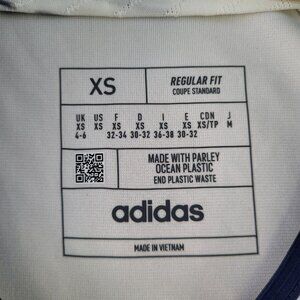 XS
REGULAR FIT
COUPE STANDARD
UK US F D I E CN J
XS XS XS XS XS XS XS/TP M
4-6 32-34 30-32 36-38 30-32
MADE WITH PARLEY
OCEAN PLASTIC
END PLASTIC WASTE
adidas
MADE IN VIETNAM